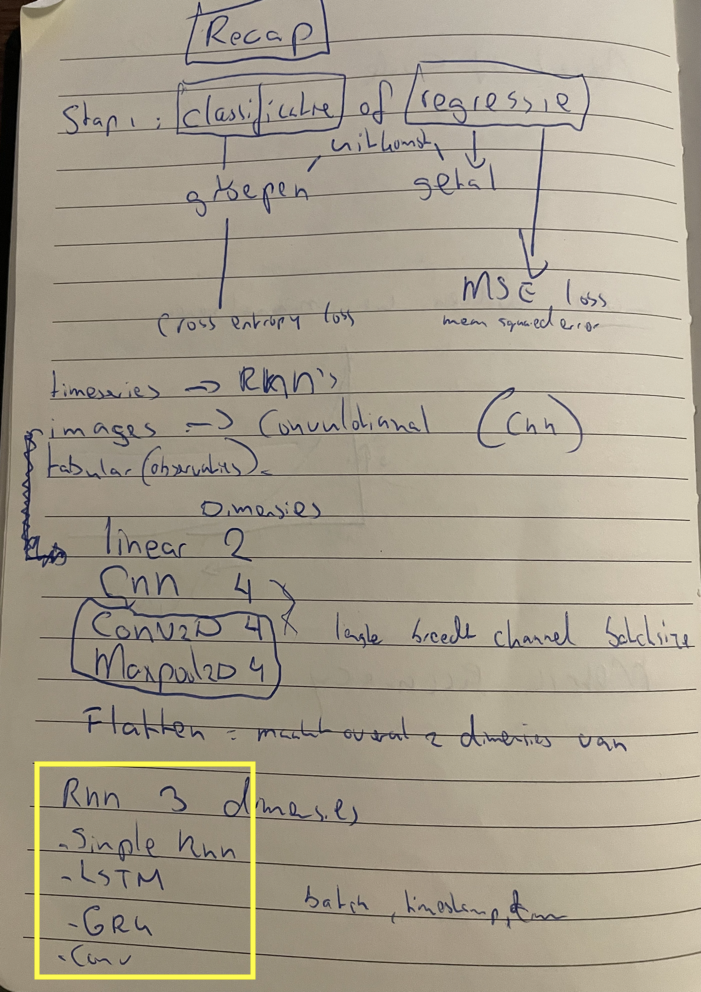 Recap
Stap 1: classificatie of regressie
uitkomst
groepen getal
MSE loss
Cross entropy loss mean squared error
timeseries -> RNN's
images -> Convulutianal (Cnn)
tabular (observaties) =
Dimensies
linear 2
Cnn 4
Conv2D 4 lengte breedte channel batchsize
Maxpool2D 4
Flatten = maakt overal 2 dimensies van
Rnn 3 dimensies
- Simple Rnn
- LSTM
batch, timestamp,
- GRU
- Conv